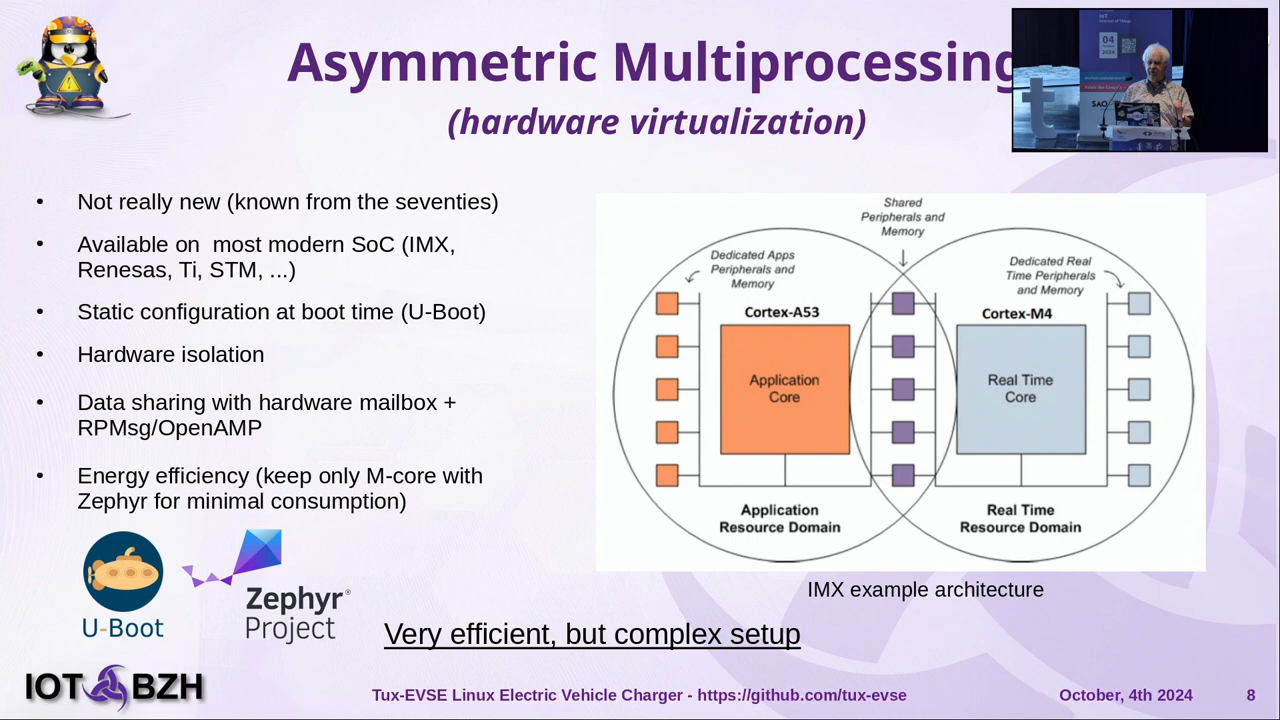 Asymmetric Multiprocessing
(hardware virtualization)
04
2024
SAO
Not really new (known from the seventies)
Available on  most modern SoC (IMX,
Renesas, Ti, STM, ...)
Static configuration at boot time (U-Boot)
Hardware isolation
Data sharing with hardware mailbox +
RPMsg/OpenAMP
Energy efficiency (keep only M-core with
Zephyr for minimal consumption)
Shared
Peripherals and
Memory
Dedicated Apps
Peripherals and
Memory
Dedicated Real
Time Peripherals
and Memory
Cortex-A53
Cortex-M4
Application
Core
Real Time
Core
Application
Resource Domain
Real Time
Resource Domain
IMX example architecture
U-Boot
Zephyr®
Project
Very efficient, but complex setup
IOT BZH
Tux-EVSE Linux Electric Vehicle Charger - https://github.com/tux-evse
October, 4th 2024
8